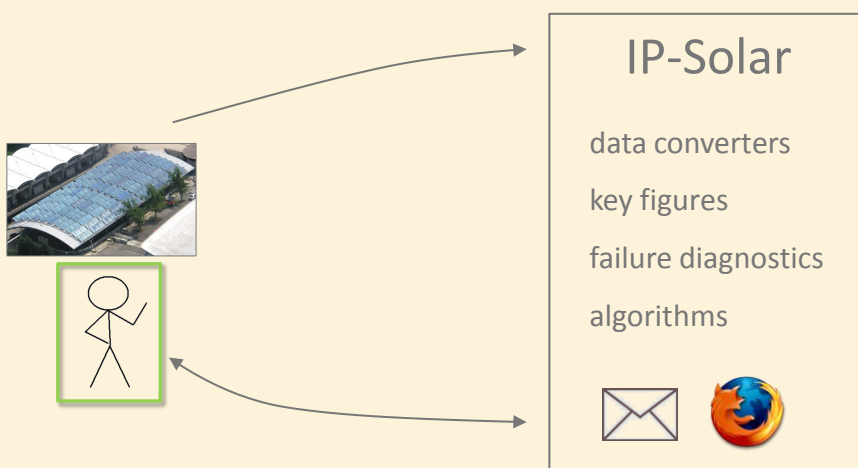 IP-Solar
data converters
key figures
failure diagnostics
algorithms